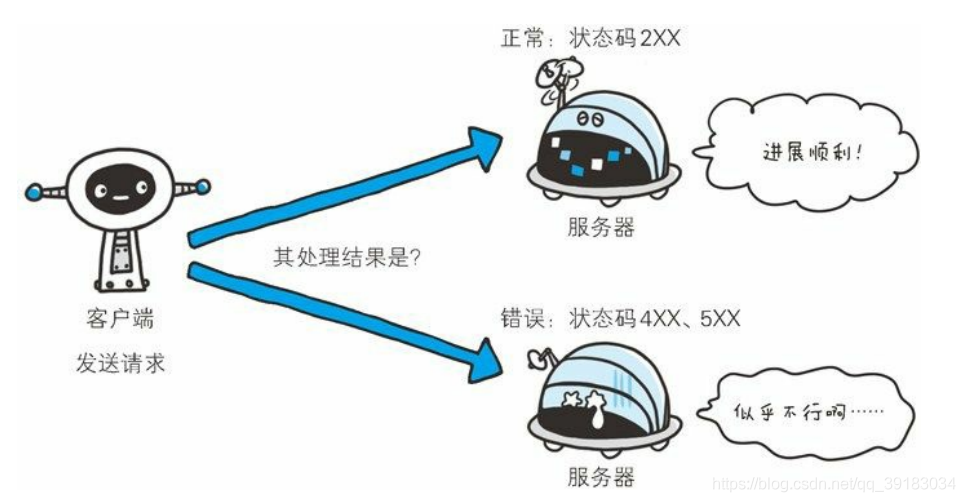 正常：状态码2XX
进展顺利！
服务器
其处理结果是？
客户端
发送请求
错误：状态码4XX、5XX
似乎不行啊……
服务器
https://blog.csdn.net/qq_39183034